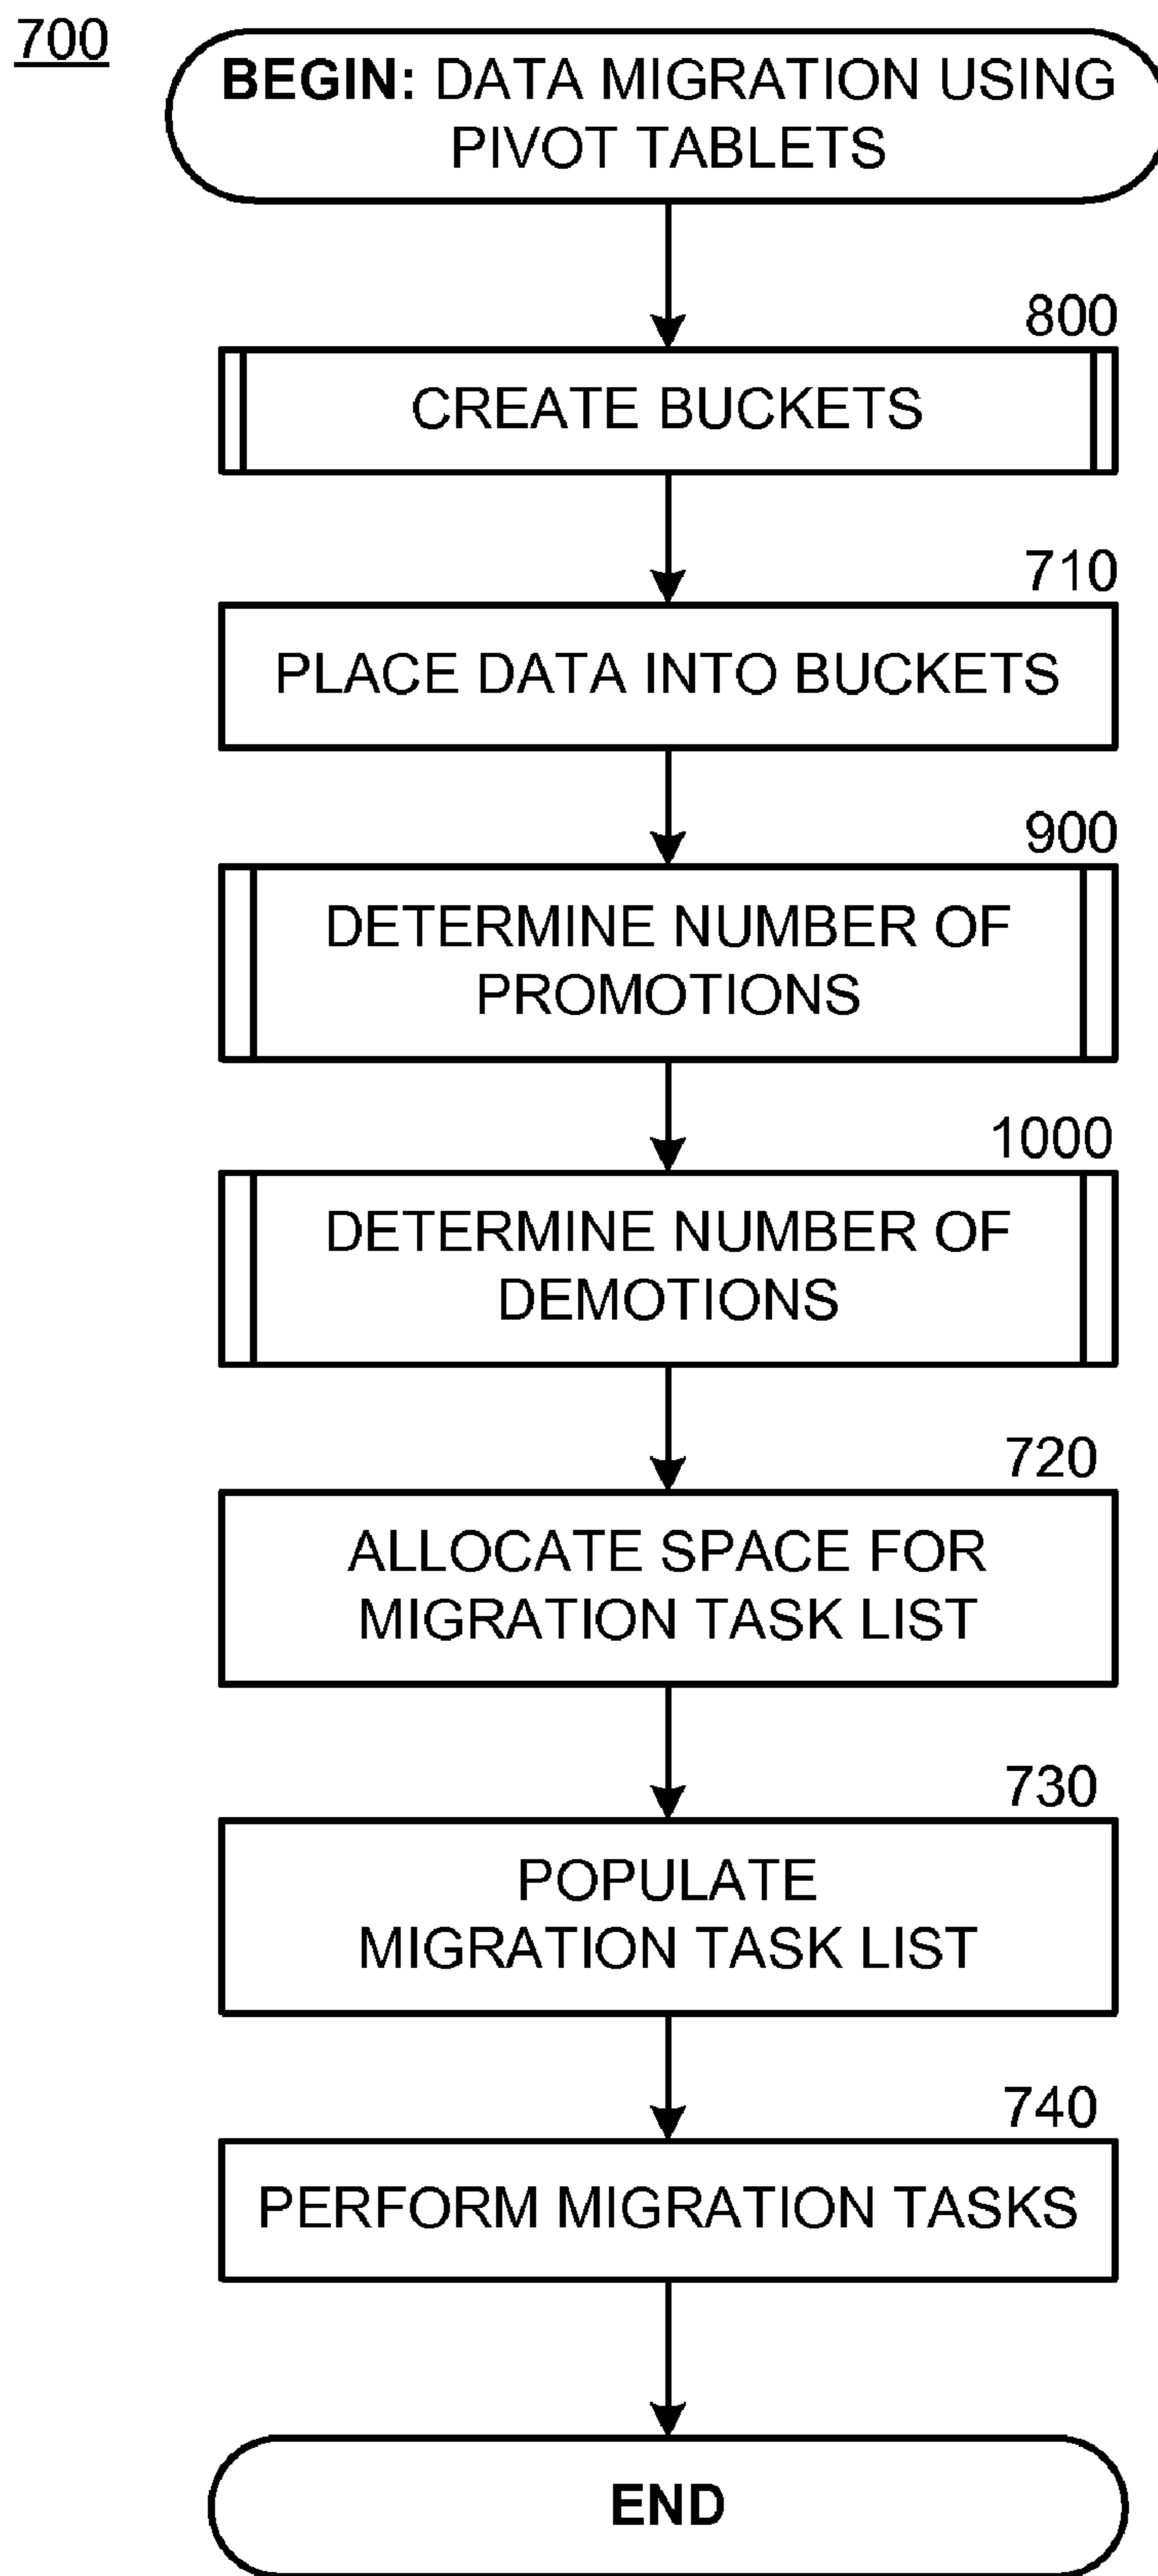 700
BEGIN: DATA MIGRATION USING
PIVOT TABLETS
800
CREATE BUCKETS
710
PLACE DATA INTO BUCKETS
900
DETERMINE NUMBER OF
PROMOTIONS
1000
DETERMINE NUMBER OF
DEMOTIONS
720
ALLOCATE SPACE FOR
MIGRATION TASK LIST
730
POPULATE
MIGRATION TASK LIST
740
PERFORM MIGRATION TASKS
END